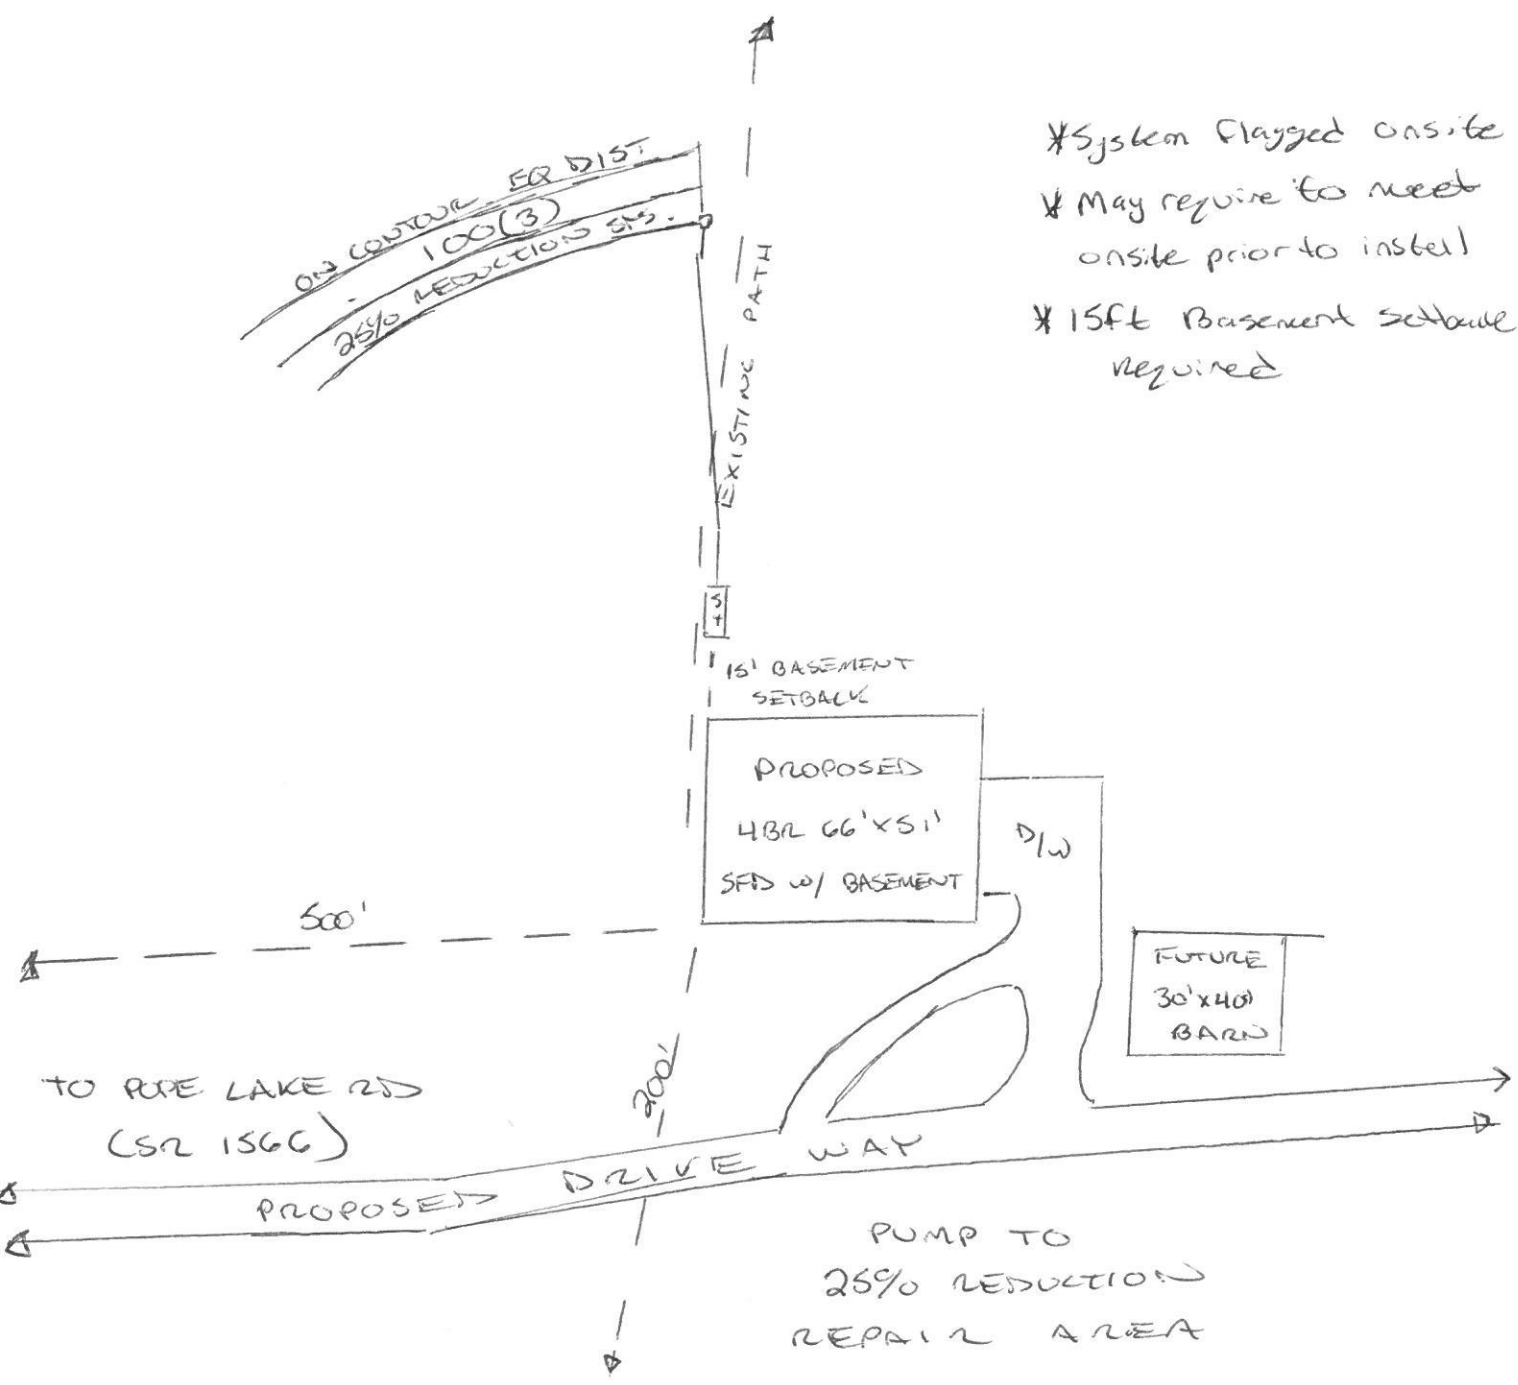 *System Flagged onsite
* May require to meet
onsite prior to install
* 15ft Basement setback
Required
ON CONTOUR EQ DIST.
100(3)
25% REDUCTION SYS.
EXISTING PATH
ST
15' BASEMENT
SETBACK
PROPOSED
4BR 66'X51'
SFD W/ BASEMENT
D/W
500'
FUTURE
30'X40'
BARN
200'
TO POPE LAKE RD
(SR 1566)
PROPOSED DRIVE WAY
PUMP TO
25% REDUCTION
REPAIR AREA